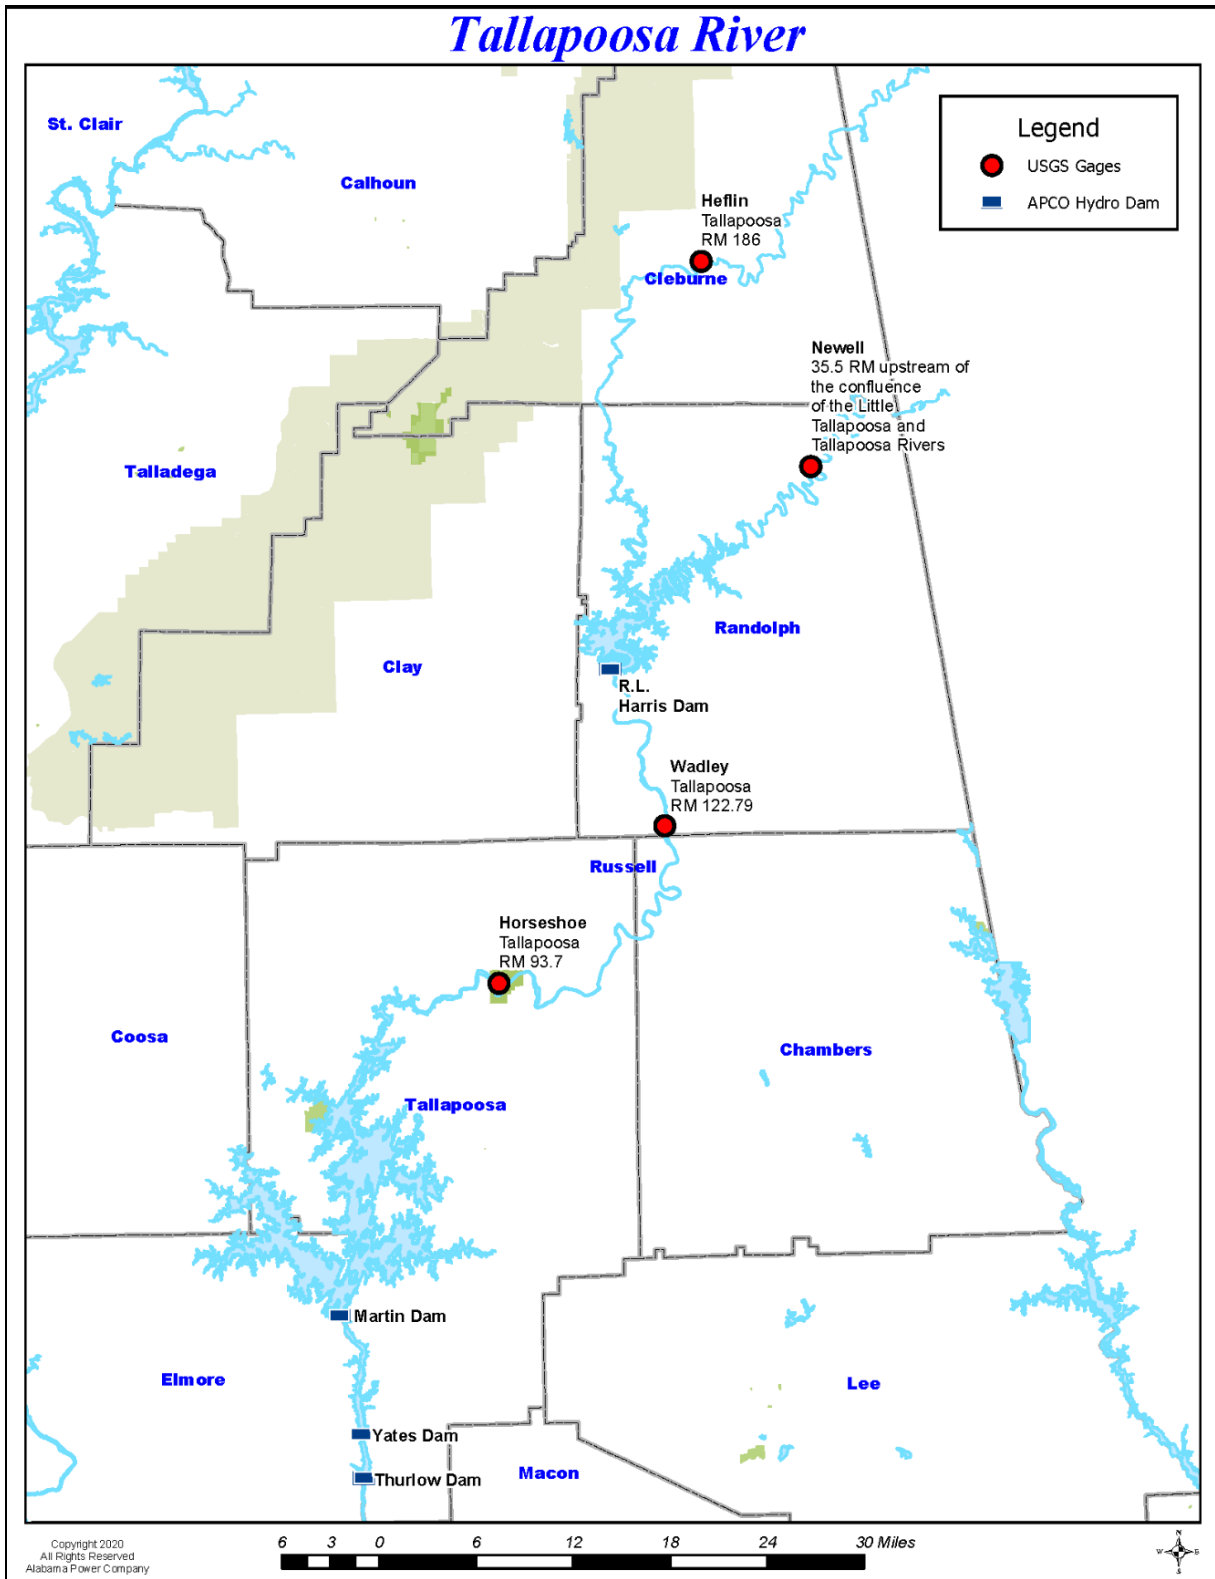 Tallapoosa River
Legend
USGS Gages
APCO Hydro Dam
St. Clair
Calhoun
Heflin
Tallapoosa
RM 186
Cleburne
Newell
35.5 RM upstream of
the confluence
of the Little
Tallapoosa and
Tallapoosa Rivers
Talladega
Randolph
Clay
R.L.
Harris Dam
Wadley
Tallapoosa
RM 122.79
Russell
Horseshoe
Tallapoosa
RM 93.7
Coosa
Chambers
Tallapoosa
Martin Dam
Elmore
Lee
Yates Dam
Thurlow Dam
Macon
Copyright 2020
All Rights Reserved
Alabama Power Company
6 3 0 6 12 18 24 30 Miles
N
W E
S